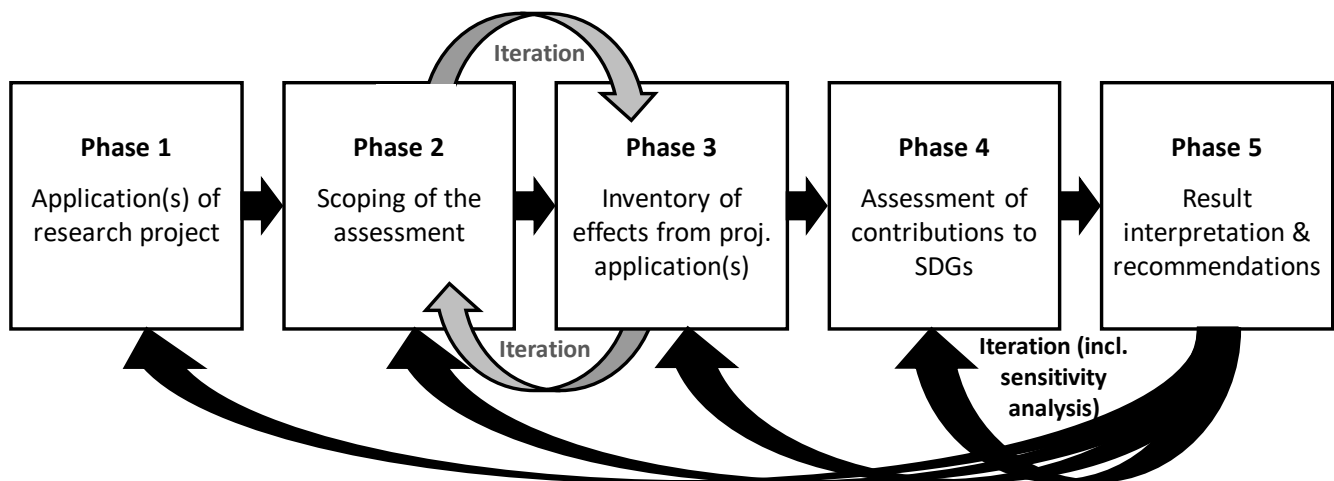 Iteration
Phase 1
Application(s) of
research project
Phase 2
Scoping of the
assessment
Phase 3
Inventory of
effects from proj.
application(s)
Phase 4
Assessment of
contributions to
SDGs
Phase 5
Result
interpretation &
recommendations
Iteration
Iteration (incl.
sensitivity
analysis)